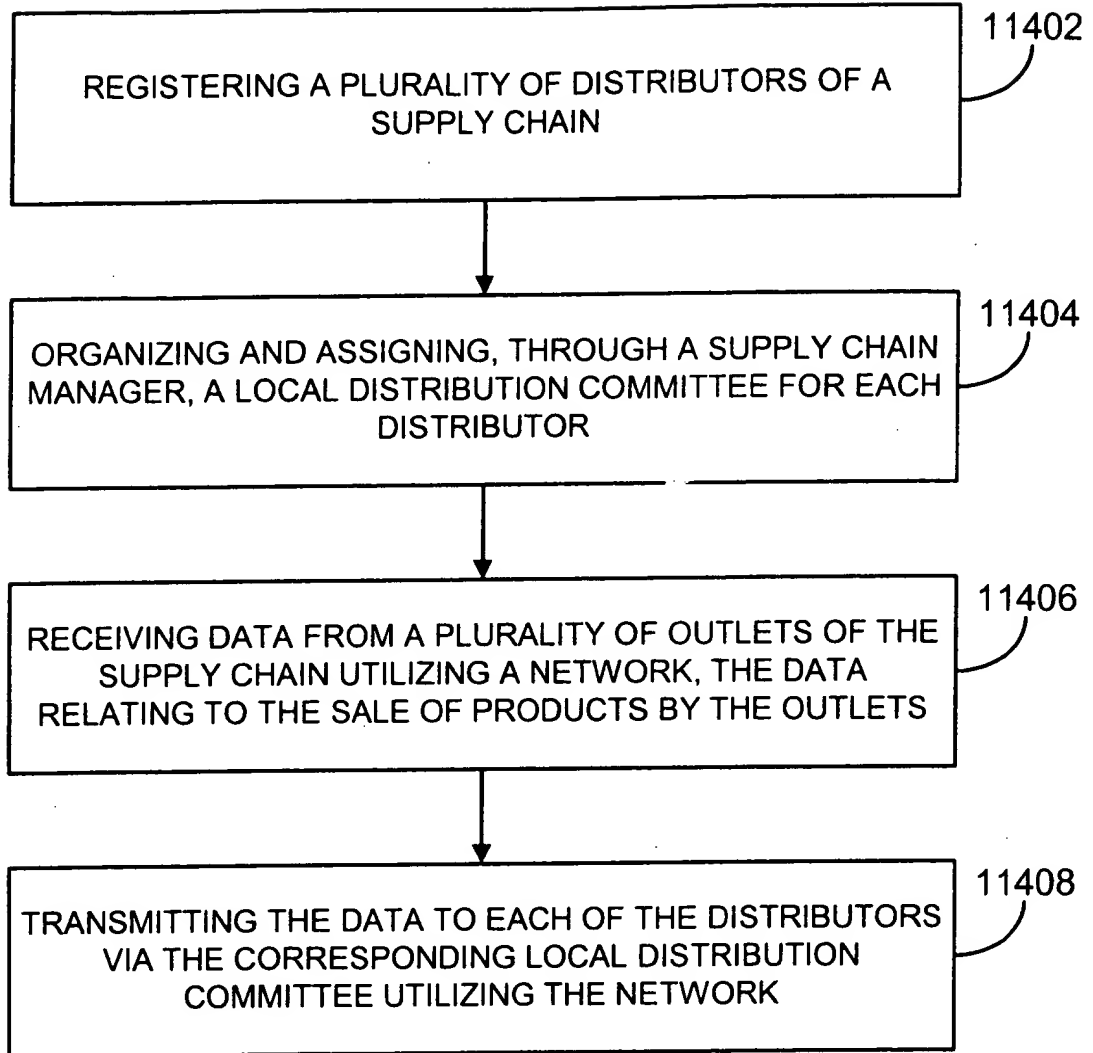 11402
REGISTERING A PLURALITY OF DISTRIBUTORS OF A
SUPPLY CHAIN
11404
ORGANIZING AND ASSIGNING, THROUGH A SUPPLY CHAIN
MANAGER, A LOCAL DISTRIBUTION COMMITTEE FOR EACH
DISTRIBUTOR
11406
RECEIVING DATA FROM A PLURALITY OF OUTLETS OF THE
SUPPLY CHAIN UTILIZING A NETWORK, THE DATA
RELATING TO THE SALE OF PRODUCTS BY THE OUTLETS
11408
TRANSMITTING THE DATA TO EACH OF THE DISTRIBUTORS
VIA THE CORRESPONDING LOCAL DISTRIBUTION
COMMITTEE UTILIZING THE NETWORK